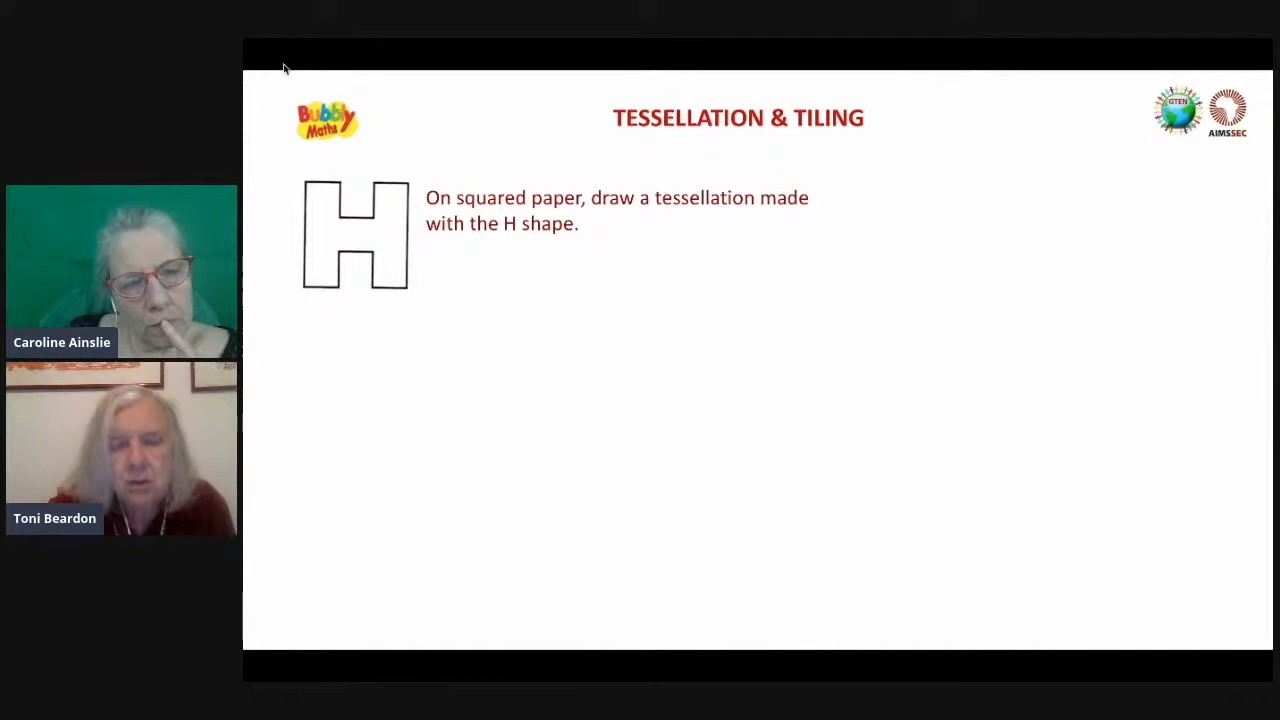 Bubbly
Maths
TESSELLATION & TILING
GTEN
AIMSSEC
On squared paper, draw a tessellation made
with the H shape.
Caroline Ainslie
Toni Beardon